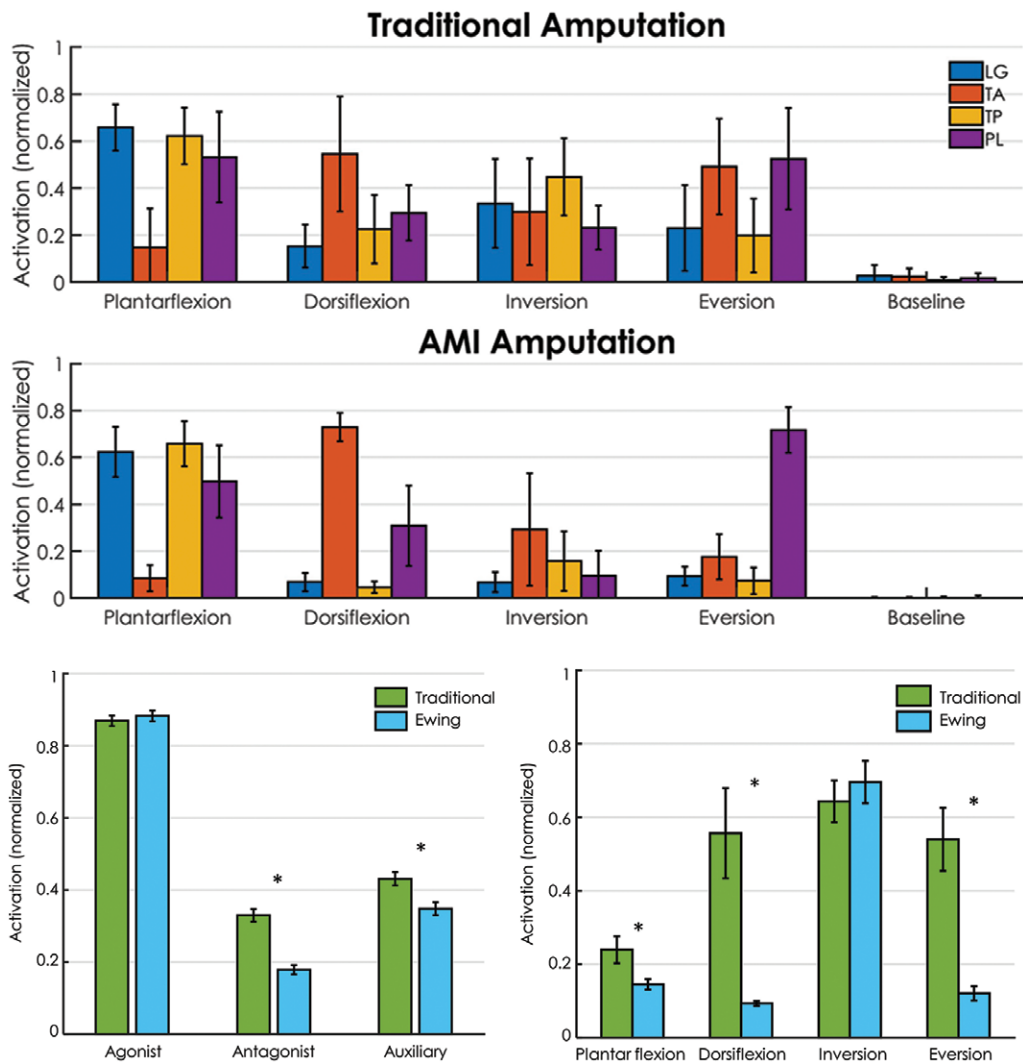 Traditional Amputation
Activation (normalized)
1
0.8
0.6
0.4
0.2
0
LG
TA
TP
PL
Plantarflexion Dorsiflexion Inversion Eversion Baseline
AMI Amputation
Activation (normalized)
1
0.8
0.6
0.4
0.2
0
Plantarflexion Dorsiflexion Inversion Eversion Baseline
Activation (normalized)
1
0.8
0.6
0.4
0.2
0
Traditional
Ewing
*
*
Agonist Antagonist Auxiliary
Activation (normalized)
1
0.8
0.6
0.4
0.2
0
Traditional
Ewing
*
*
*
Plantar flexion Dorsiflexion Inversion Eversion